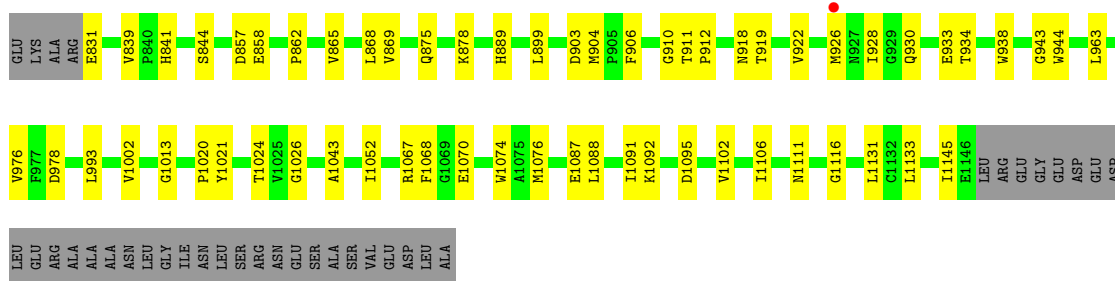 GLU LYS ALA ARG E831 V839 P840 H841 S844 D857 E858 P862 V865 L868 V869 Q875 K878 H889 L899 D903 M904 P905 F906 G910 T911 P912 N918 T919 V922 M926 N927 I928 G929 Q930 E933 T934 W938 G943 W944 L963
V976 F977 D978 L993 V1002 G1013 P1020 Y1021 T1024 V1025 G1026 A1043 I1052 R1067 F1068 G1069 E1070 W1074 A1075 M1076 E1087 L1088 I1091 K1092 D1095 V1102 I1106 N1111 G1116 L1131 C1132 L1133 I1145 E1146 LEU ARG GLU GLU GLY GLU ASP GLU ASP
LEU GLU ARG ALA ALA ALA ASN LEU GLY ILE ASN LEU SER ARG ASN GLU SER ALA SER VAL GLU ASP LEU ALA